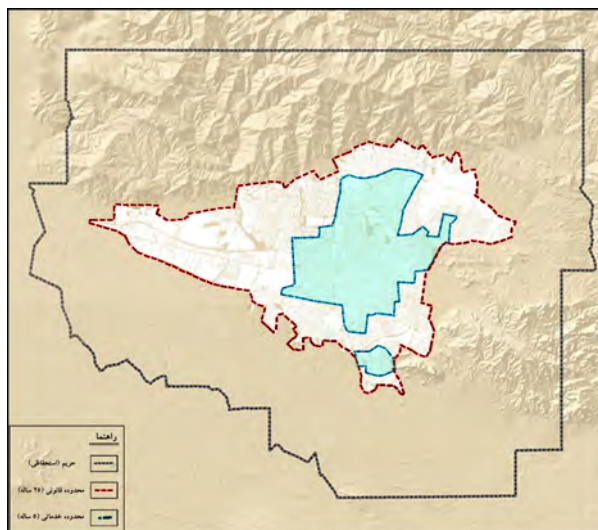 راهنما
حریم (استحفاظی)
محدوده قانونی (۲۵ ساله)
محدوده خدماتی (۵ ساله)